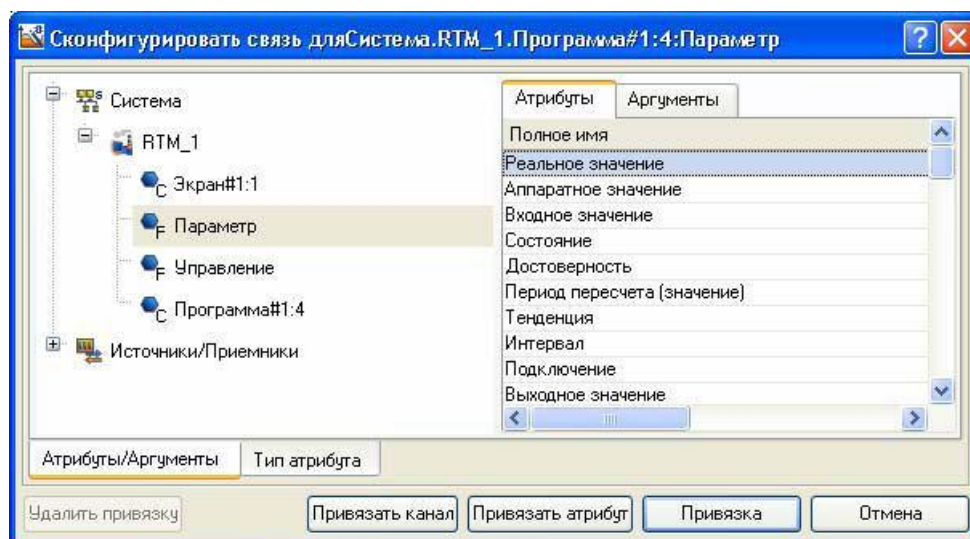 Сконфигурировать связь дляСистема.RTM_1.Программа#1:4:Параметр
Система
RTM_1
Экран#1:1
Параметр
Управление
Программа#1:4
Источники/Приемники
Атрибуты Аргументы
Полное имя
Реальное значение
Аппаратное значение
Входное значение
Состояние
Достоверность
Период пересчета (значение)
Тенденция
Интервал
Подключение
Выходное значение
Атрибуты/Аргументы Тип атрибута
Удалить привязку Привязать канал Привязать атрибут Привязка Отмена